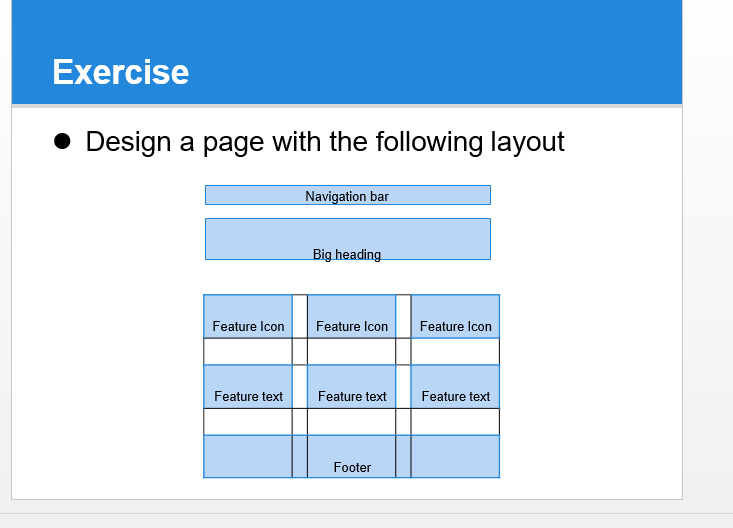 Exercise
● Design a page with the following layout
Navigation bar
Big heading
Feature Icon Feature Icon Feature Icon
Feature text Feature text Feature text
Footer